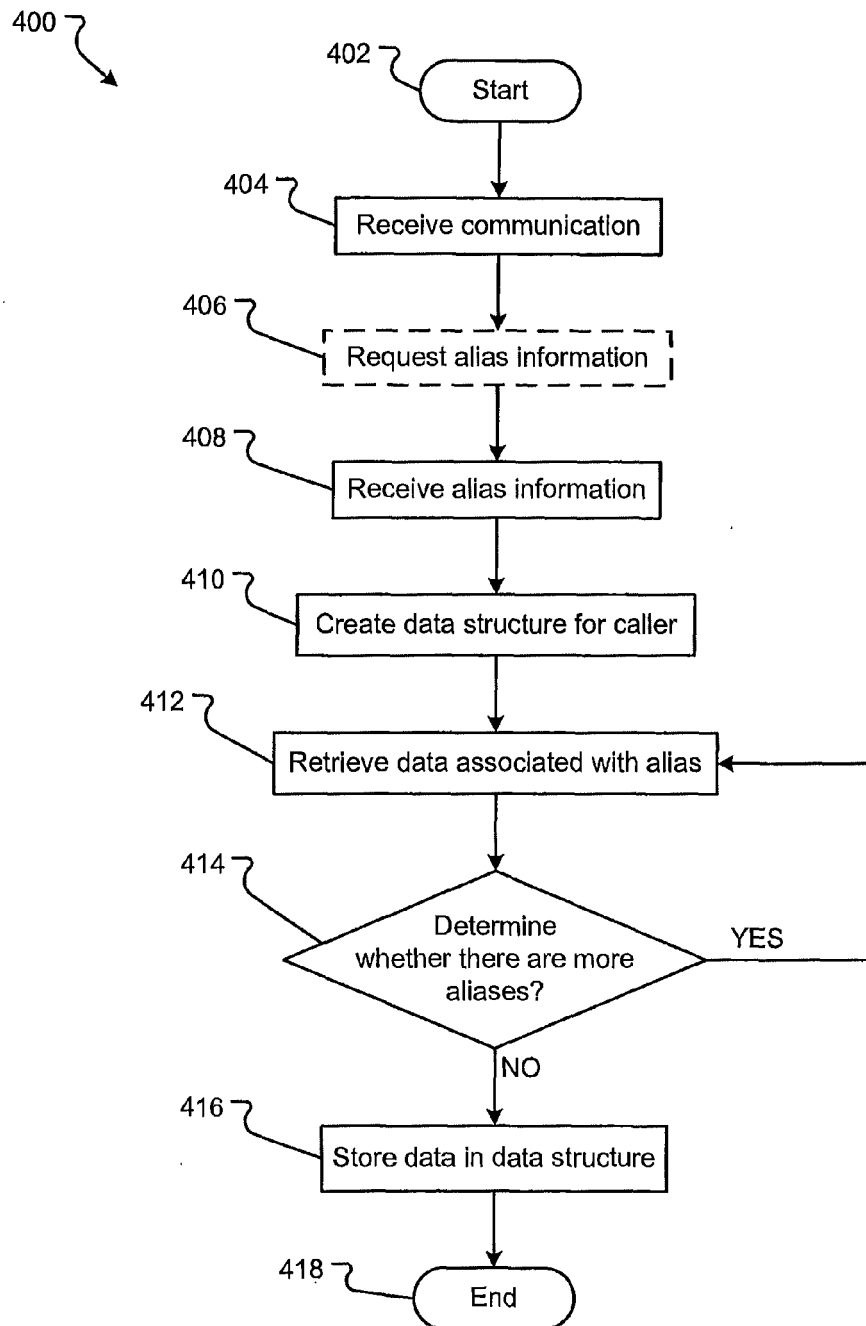 400
402
Start
404
Receive communication
406
Request alias information
408
Receive alias information
410
Create data structure for caller
412
Retrieve data associated with alias
414
Determine
whether there are more
aliases?
YES
NO
416
Store data in data structure
418
End